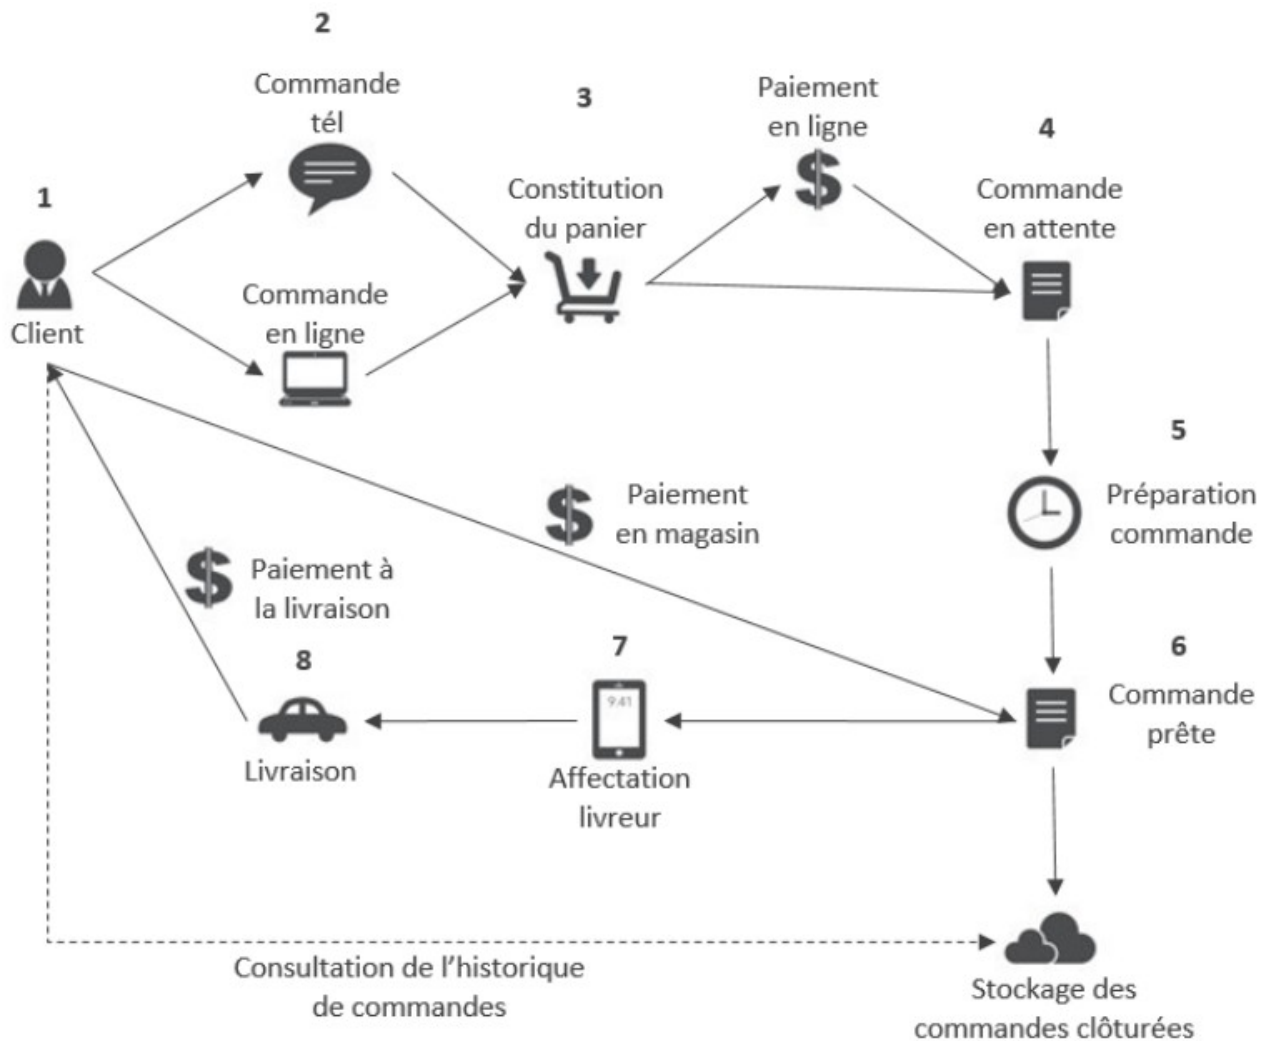 2
Commande
tél
3
Paiement
en ligne
4
1
Constitution
du panier
Commande
en attente
Client
Commande
en ligne
5
Préparation
commande
Paiement
en magasin
Paiement à
la livraison
8
7
6
9:41
Commande
prête
Livraison
Affectation
livreur
Consultation de l'historique
de commandes
Stockage des
commandes clôturées